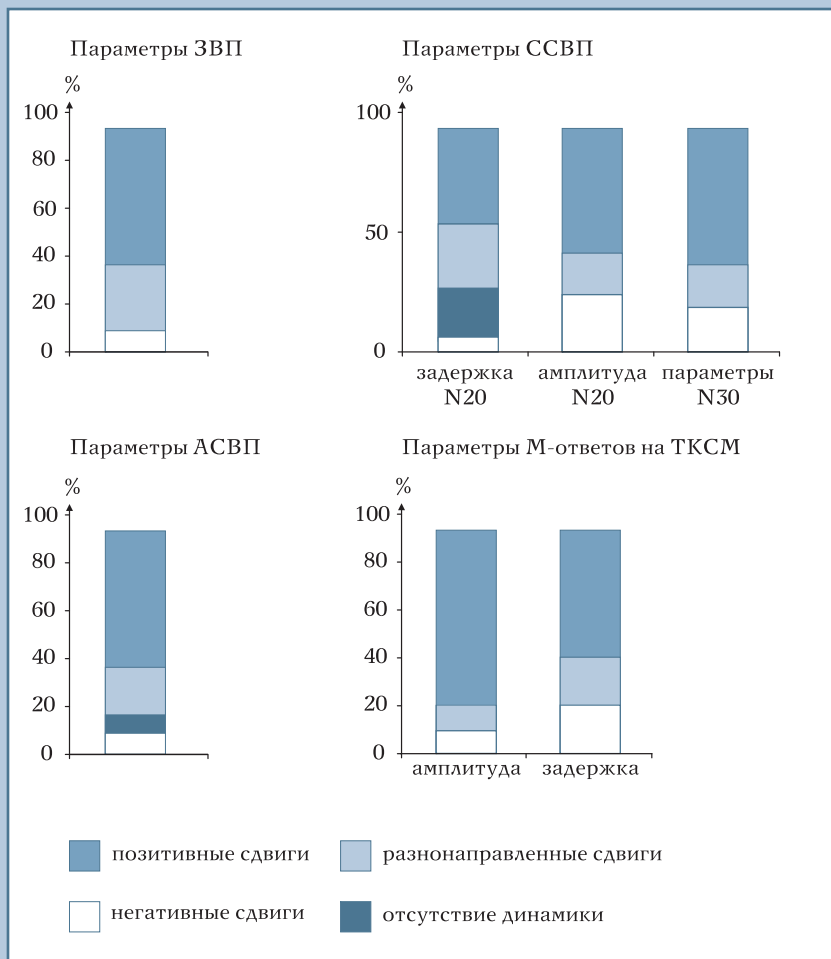 Параметры ЗВП
%
100
80
60
40
20
0
Параметры ССВП
%
100
50
0
задержка N20
амплитуда N20
параметры N30
Параметры АСВП
%
100
80
60
40
20
0
Параметры М-ответов на ТКСМ
%
100
80
60
40
20
0
амплитуда
задержка
позитивные сдвиги
разнонаправленные сдвиги
негативные сдвиги
отсутствие динамики